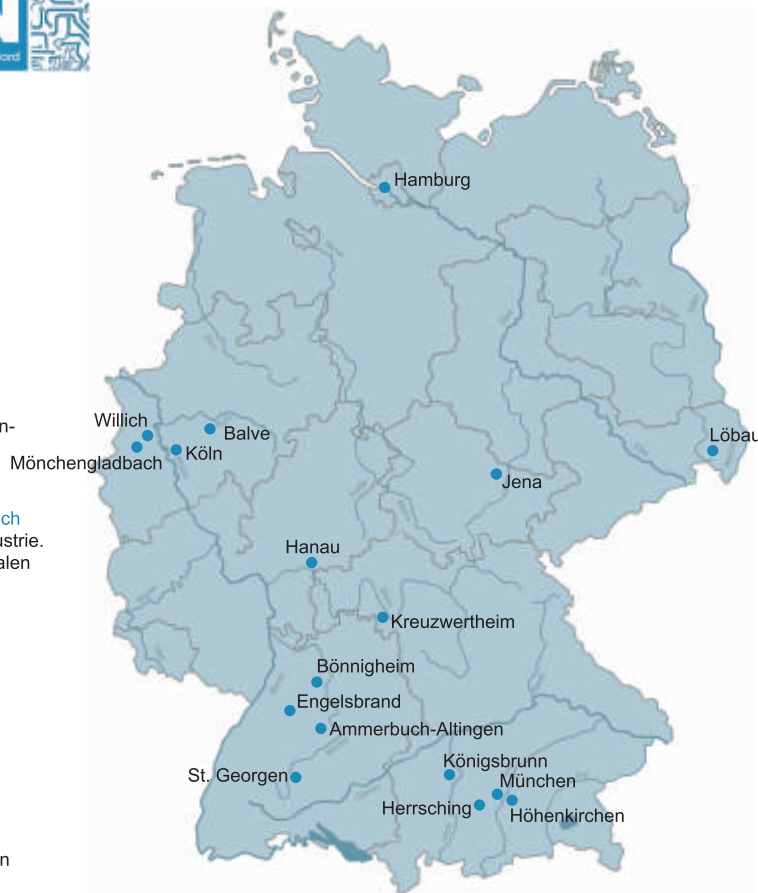 ord
Hamburg
n-
Willich
Balve
Löbau
Köln
Mönchengladbach
Jena
ch
ustrie.
Hanau
alen
Kreuzwertheim
Bönnigheim
Engelsbrand
Ammerbuch-Altingen
Königsbrunn
St. Georgen
München
Herrsching
Höhenkirchen
n